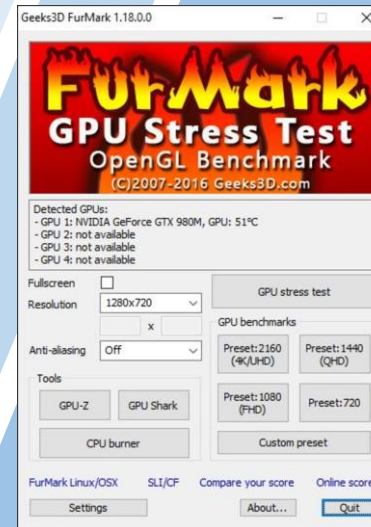 Geeks3D FurMark 1.18.0.0
FurMark
GPU Stress Test
OpenGL Benchmark
(C)2007-2016 Geeks3D.com
Detected GPUs:
- GPU 1: NVIDIA GeForce GTX 980M, GPU: 51°C
- GPU 2: not available
- GPU 3: not available
- GPU 4: not available
Fullscreen
GPU stress test
Resolution
1280x720
x
GPU benchmarks
Anti-aliasing
Off
Preset:2160
(4K/UHD)
Preset:1440
(QHD)
Tools
GPU-Z
GPU Shark
Preset:1080
(FHD)
Preset:720
CPU burner
Custom preset
FurMark Linux/OSX
SLI/CF
Compare your score
Online score
Settings
About...
Quit